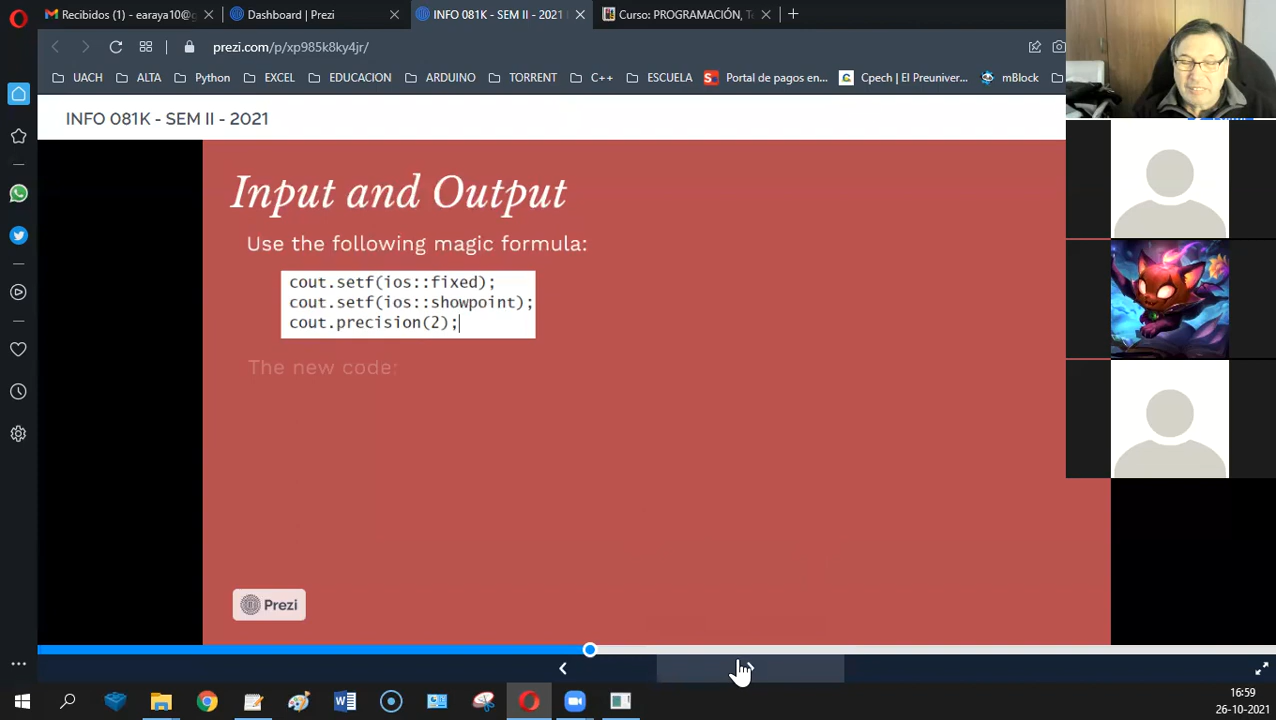 Recibidos (1) - earaya10@g
Dashboard | Prezi
INFO 081K - SEM II - 2021
Curso: PROGRAMACIÓN, T
prezi.com/p/xp985k8ky4jr/
UACH
ALTA
Python
EXCEL
EDUCACION
ARDUINO
TORRENT
C++
ESCUELA
Portal de pagos en...
Cpech | El Preuniver...
mBlock
INFO 081K - SEM II - 2021
Input and Output
Use the following magic formula:
cout.setf(ios::fixed);
cout.setf(ios::showpoint);
cout.precision(2);
The new code:
Prezi
16:59
26-10-2021